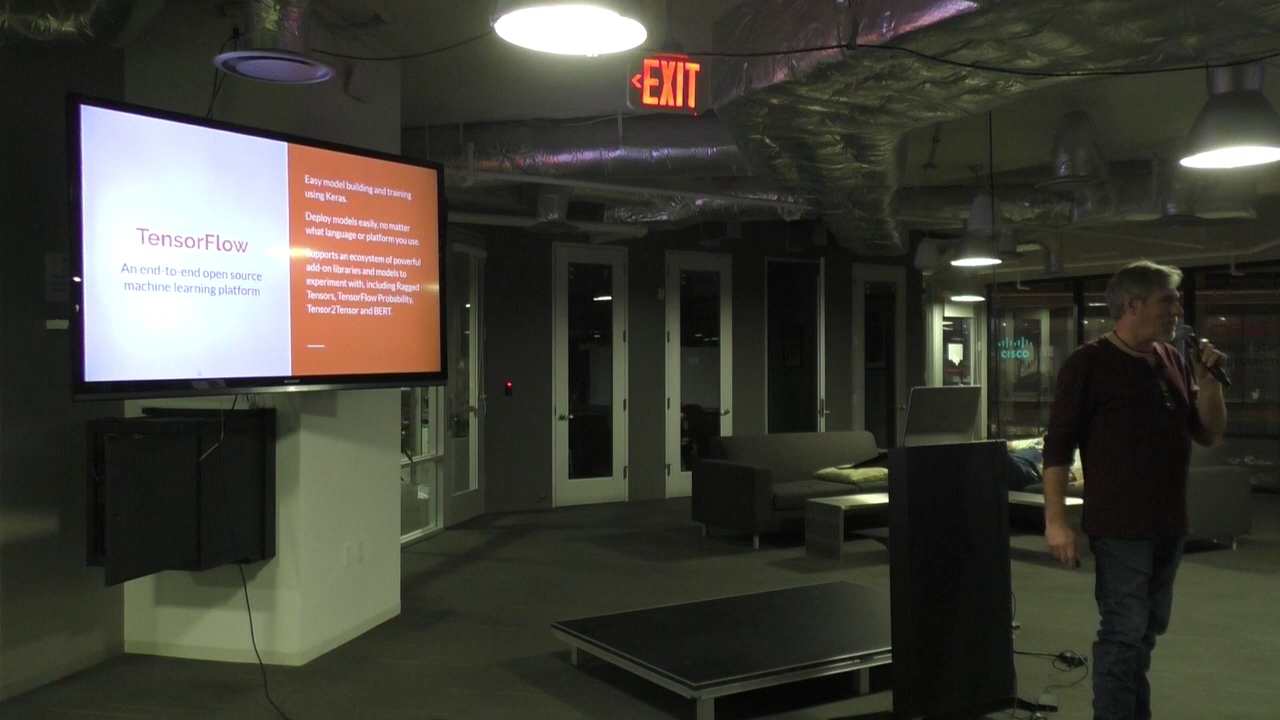 EXIT
TensorFlow
An end-to-end open source
machine learning platform
Easy model building and training
using Keras.
Deploy models easily, no matter
what language or platform you use.
Supports an ecosystem of powerful
add-on libraries and models to
experiment with, including Ragged
Tensors, TensorFlow Probability,
Tensor2Tensor and BERT.
CISCO